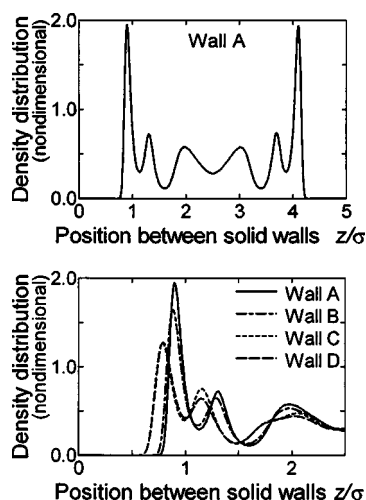 Wall A
Density distribution
(nondimensional)
2.0
1.0
0.0
0 1 2 3 4 5
Position between solid walls z/σ
Density distribution
(nondimensional)
2.0
1.0
0.0
Wall A
Wall B
Wall C
Wall D
0 1 2
Position between solid walls z/σ